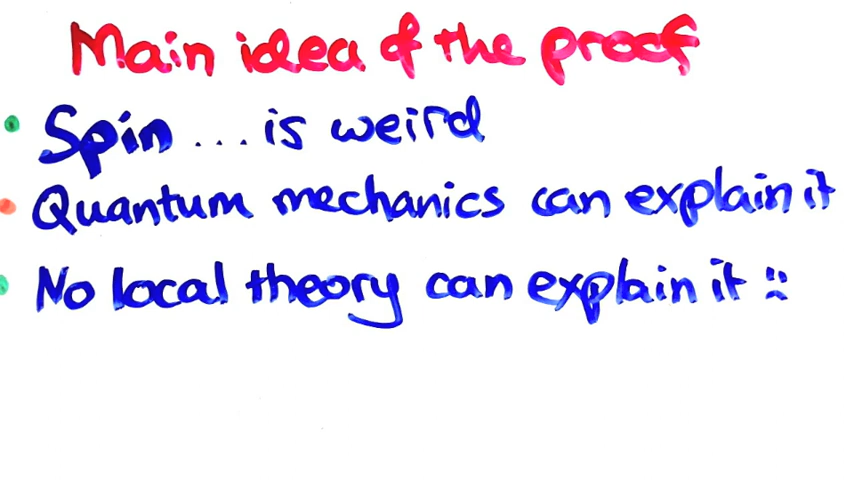 Main idea of the proof
• Spin ... is weird
• Quantum mechanics can explain it
• No local theory can explain it !!